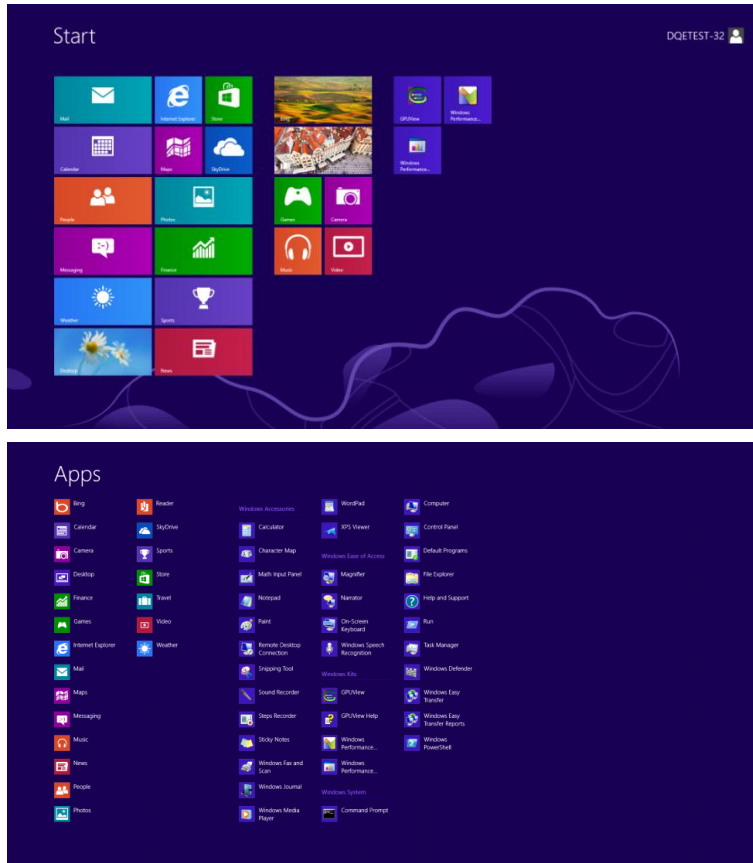 Start
DQETEST-32
Mail
Internet Explorer
Store
Bing
GPUView
Windows
Performance...
Calendar
Maps
SkyDrive
Windows
Performance...
People
Photos
Games
Camera
Messaging
Finance
Music
Video
Weather
Sports
Desktop
News
Apps
Bing
Calendar
Camera
Desktop
Finance
Games
Internet Explorer
Mail
Maps
Messaging
Music
News
People
Photos
Reader
SkyDrive
Sports
Store
Travel
Video
Weather
Windows Accessories
Calculator
Character Map
Math Input Panel
Notepad
Paint
Remote Desktop
Connection
Snipping Tool
Sound Recorder
Steps Recorder
Sticky Notes
Windows Fax and
Scan
Windows Journal
Windows Media
Player
WordPad
XPS Viewer
Windows Ease of Access
Magnifier
Narrator
On-Screen
Keyboard
Windows Speech
Recognition
Windows Kits
GPUView
GPUView Help
Windows
Performance...
Windows
Performance...
Windows System
Command Prompt
Computer
Control Panel
Default Programs
File Explorer
Help and Support
Run
Task Manager
Windows Defender
Windows Easy
Transfer
Windows Easy
Transfer Reports
Windows
PowerShell